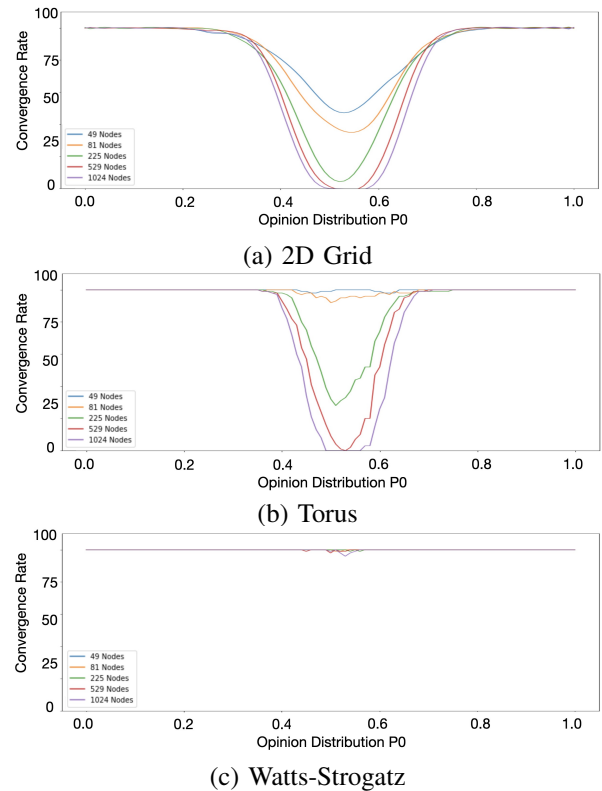 100
75
50
25
0
Convergence Rate
49 Nodes
81 Nodes
225 Nodes
529 Nodes
1024 Nodes
0.0 0.2 0.4 0.6 0.8 1.0
Opinion Distribution P0
(a) 2D Grid
100
75
50
25
0
Convergence Rate
49 Nodes
81 Nodes
225 Nodes
529 Nodes
1024 Nodes
0.0 0.2 0.4 0.6 0.8 1.0
Opinion Distribution P0
(b) Torus
100
75
50
25
0
Convergence Rate
49 Nodes
81 Nodes
225 Nodes
529 Nodes
1024 Nodes
0.0 0.2 0.4 0.6 0.8 1.0
Opinion Distribution P0
(c) Watts-Strogatz